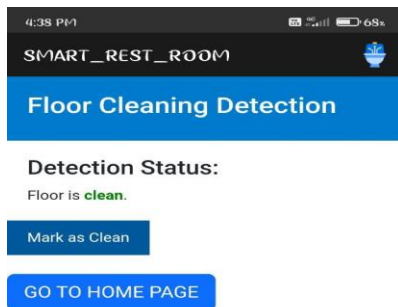 4:38 PM
68%
SMART_REST_ROOM
Floor Cleaning Detection
Detection Status:
Floor is clean.
Mark as Clean
GO TO HOME PAGE